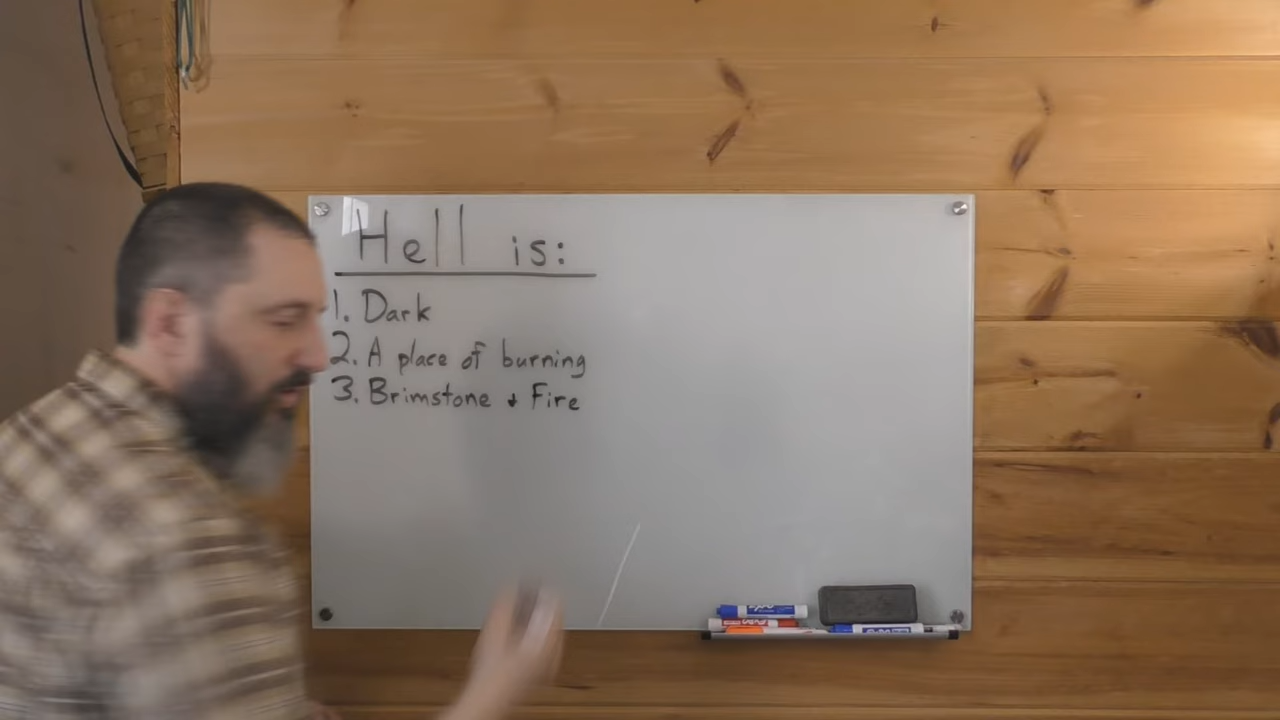 Hell is:
1. Dark
2. A place of burning
3. Brimstone + Fire